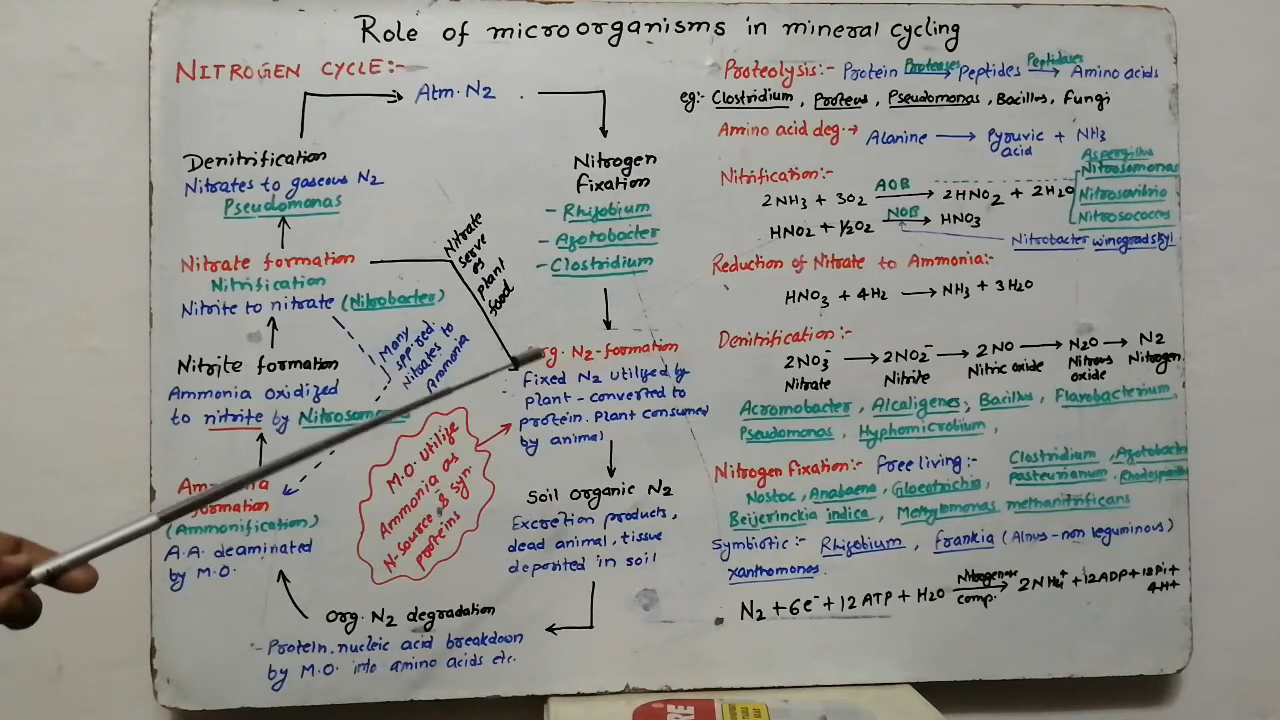 Role of microorganisms in mineral cycling
NITROGEN CYCLE:-
Atm. N2
Nitrogen
Fixation
- Rhizobium
- Azotobacter
- Clostridium
Org. N2-formation
Fixed N2 utilized by
plant - converted to
protein. Plant consumed
by animal
Soil organic N2
Excretion products,
dead animal, tissue
deposited in soil
Org. N2 degradation
- Protein, nucleic acid breakdown
by M.O. into amino acids etc.
Ammonia
formation
(Ammonification)
A.A. deaminated
by M.O.
Nitrite formation
Ammonia oxidized
to nitrite by Nitrosomonas
Nitrate formation
Nitrification
Nitrite to nitrate (Nitrobacter)
Denitrification
Nitrates to gaseous N2
Pseudomonas
Nitrate
serve
as
plant
food
Many
spp. red.
Nitrates to
Ammonia
M.O. utilize
Ammonia as
N-source & syn.
proteins
Proteolysis:- Protein Proteases → Peptides Peptidases → Amino acids
eg:- Clostridium, Proteus, Pseudomonas, Bacillus, Fungi
Amino acid deg. → Alanine → Pyruvic acid + NH3
Nitrification:-
2NH3 + 3O2 AOB → 2HNO2 + 2H2O
HNO2 + 1/2O2 NOB → HNO3
Aspergillus
Nitrosomonas
Nitrosovibrio
Nitrosococcus
Nitrobacter winogradskyi
Reduction of Nitrate to Ammonia:-
HNO3 + 4H2 → NH3 + 3H2O
Denitrification:-
2NO3- → 2NO2- → 2NO → N2O → N2
Nitrate Nitrite Nitric oxide Nitrous oxide Nitrogen
Acromobacter, Alcaligenes, Bacillus, Flavobacterium,
Pseudomonas, Hyphomicrobium,
Nitrogen fixation:- Free living:- Clostridium pasteurianum, Azotobacter
Nostoc, Anabaena, Gloeotrichia,
Beijerinckia indica, Methylomonas methanitrificans
Symbiotic:- Rhizobium, Frankia (Alnus-non leguminous)
Xanthomonas.
N2 + 6e- + 12ATP + H2O Nitrogenase comp. → 2NH4+ + 12ADP + 12Pi + 4H+